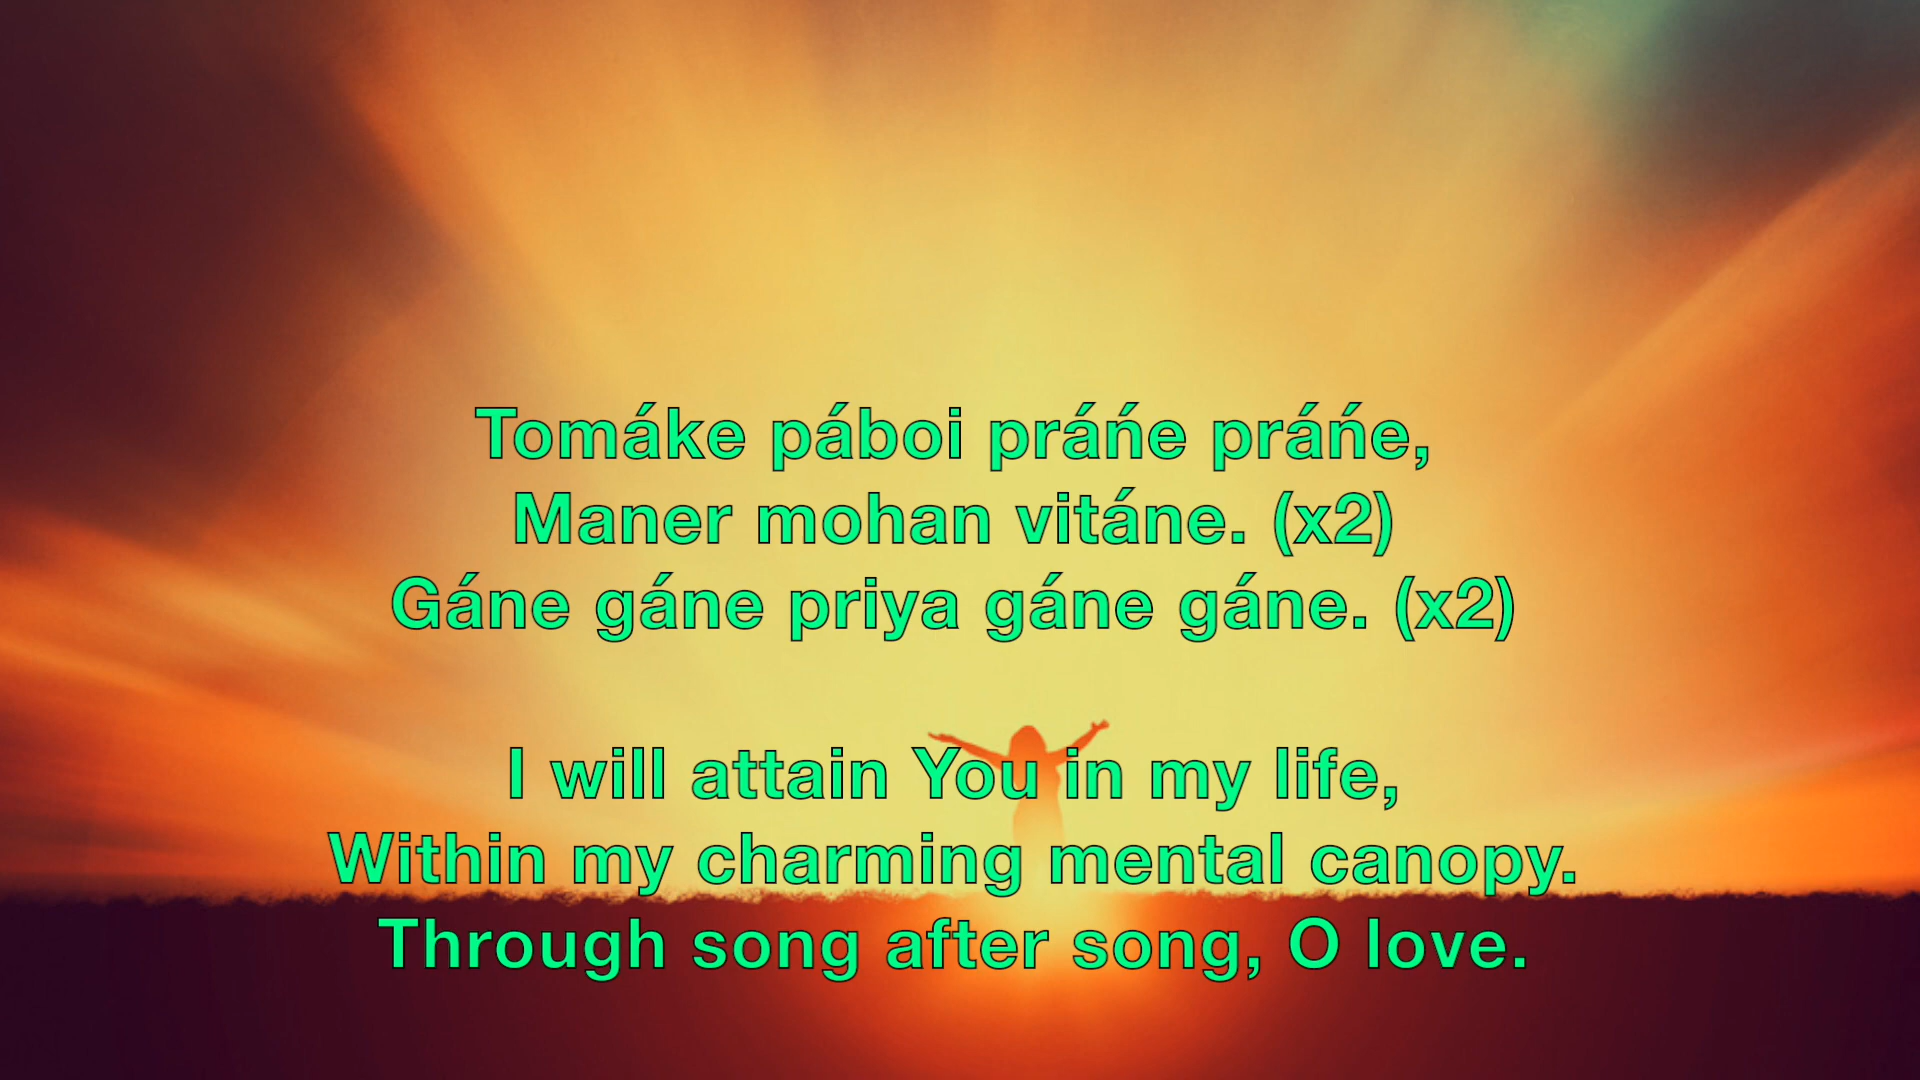 Tomáke páboi práńe práńe,
Maner mohan vitáne. (x2)
Gáne gáne priya gáne gáne. (x2)
I will attain You in my life,
Within my charming mental canopy.
Through song after song, O love.